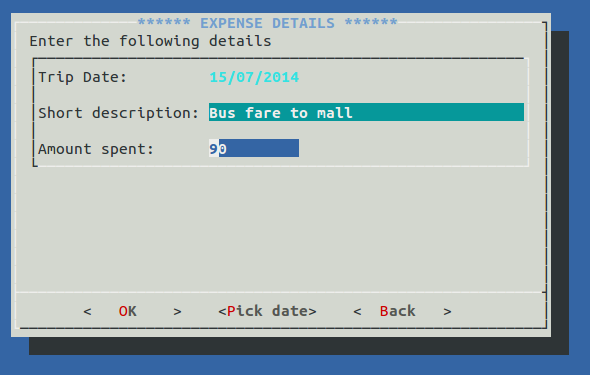 ****** EXPENSE DETAILS ******
Enter the following details
Trip Date: 15/07/2014
Short description: Bus fare to mall
Amount spent: 90
< OK > <Pick date> < Back >